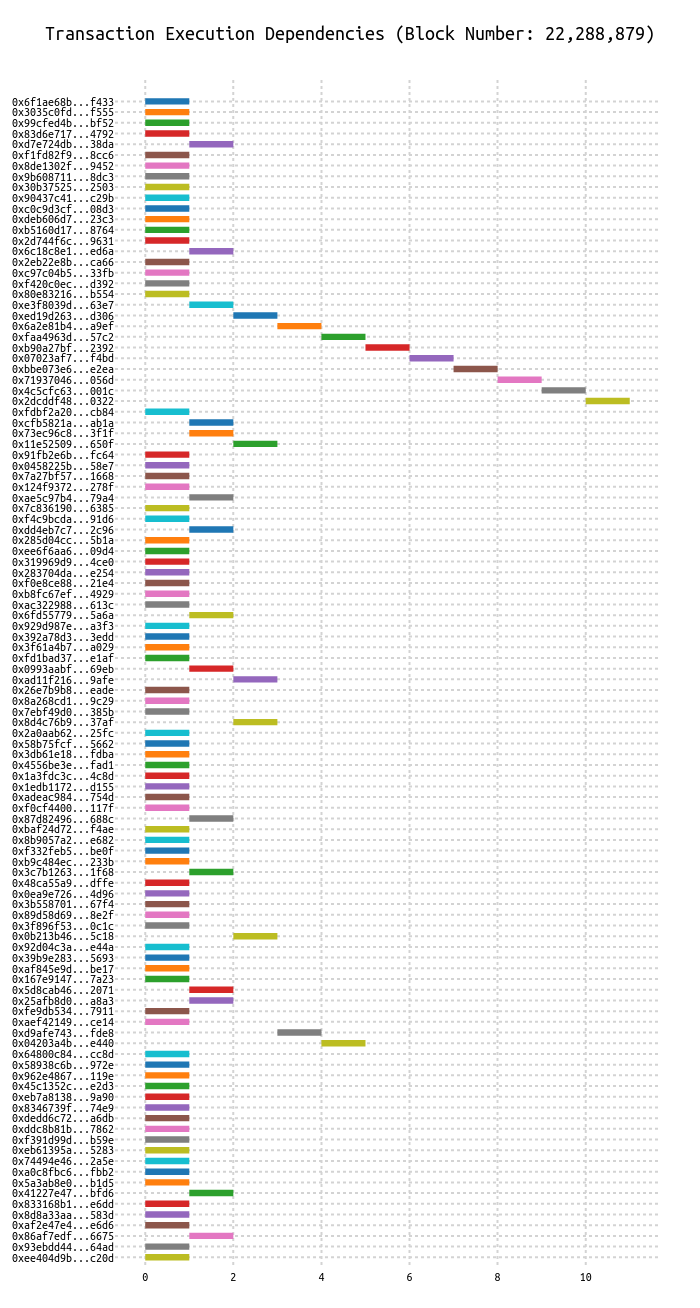 Transaction Execution Dependencies (Block Number: 22,288,879)
0x6f1ae68b...f433
0x3035c0fd...f555
0x99cfed4b...bf52
0x83d6e717...4792
0xd7e724db...38da
0xf1fd82f9...8cc6
0x8de1302f...9452
0x9b608711...8dc3
0x30b37525...2503
0x90437c41...c29b
0xc0c9d3cf...08d3
0xdeb606d7...23c3
0xb5160d17...8764
0x2d744f6c...9631
0x6c18c8e1...ed6a
0x2eb22e8b...ca66
0xc97c04b5...33fb
0xf420c0ec...d392
0x80e83216...b554
0xe3f8039d...63e7
0xed19d263...d306
0x6a2e81b4...a9ef
0xfaa4963d...57c2
0xb90a27bf...2392
0x07023af7...f4bd
0xbbe073e6...e2ea
0x71937046...056d
0x4c5cfc63...001c
0x2dcddf48...0322
0xfdbf2a20...cb84
0xcfb5821a...ab1a
0x73ec96c8...3f1f
0x11e52509...650f
0x91fb2e6b...fc64
0x0458225b...58e7
0x7a27bf57...1668
0x124f9372...278f
0xae5c97b4...79a4
0x7c836190...6385
0xf4c9bcda...91d6
0xdd4eb7c7...2c96
0x285d04cc...5b1a
0xee6f6aa6...09d4
0x319969d9...4ce0
0x283704da...e254
0xf0e8ce88...21e4
0xb8fc67ef...4929
0xac322988...613c
0x6fd55779...5a6a
0x929d987e...a3f3
0x392a78d3...3edd
0x3f61a4b7...a029
0xfd1bad37...e1af
0x0993aabf...69eb
0xad11f216...9afe
0x26e7b9b8...eade
0x8a268cd1...9c29
0x7ebf49d0...385b
0x8d4c76b9...37af
0x2a0aab62...25fc
0x58b75fcf...5662
0x3db61e18...fdba
0x4556be3e...fad1
0x1a3fdc3c...4c8d
0x1edb1172...d155
0xadeac984...754d
0xf0cf4400...117f
0x87d82496...688c
0xbaf24d72...f4ae
0x8b9057a2...e682
0xf332feb5...be0f
0xb9c484ec...233b
0x3c7b1263...1f68
0x48ca55a9...dffe
0x0ea9e726...4d96
0x3b558701...67f4
0x89d58d69...8e2f
0x3f896f53...0c1c
0x0b213b46...5c18
0x92d04c3a...e44a
0x39b9e283...5693
0xaf845e9d...be17
0x167e9147...7a23
0x5d8cab46...2071
0x25afb8d0...a8a3
0xfe9db534...7911
0xaef42149...ce14
0xd9afe743...fde8
0x04203a4b...e440
0x64800c84...cc8d
0x58938c6b...972e
0x962e4867...119e
0x45c1352c...e2d3
0xeb7a8138...9a90
0x8346739f...74e9
0xdedd6c72...a6db
0xddc8b81b...7862
0xf391d99d...b59e
0xeb61395a...5283
0x74494e46...2a5e
0xa0c8fbc6...fbb2
0x5a3ab8e0...b1d5
0x41227e47...bfd6
0x833168b1...e6dd
0x8d8a33aa...583d
0xaf2e47e4...e6d6
0x86af7edf...6675
0x93ebdd44...64ad
0xee404d9b...c20d
0 2 4 6 8 10